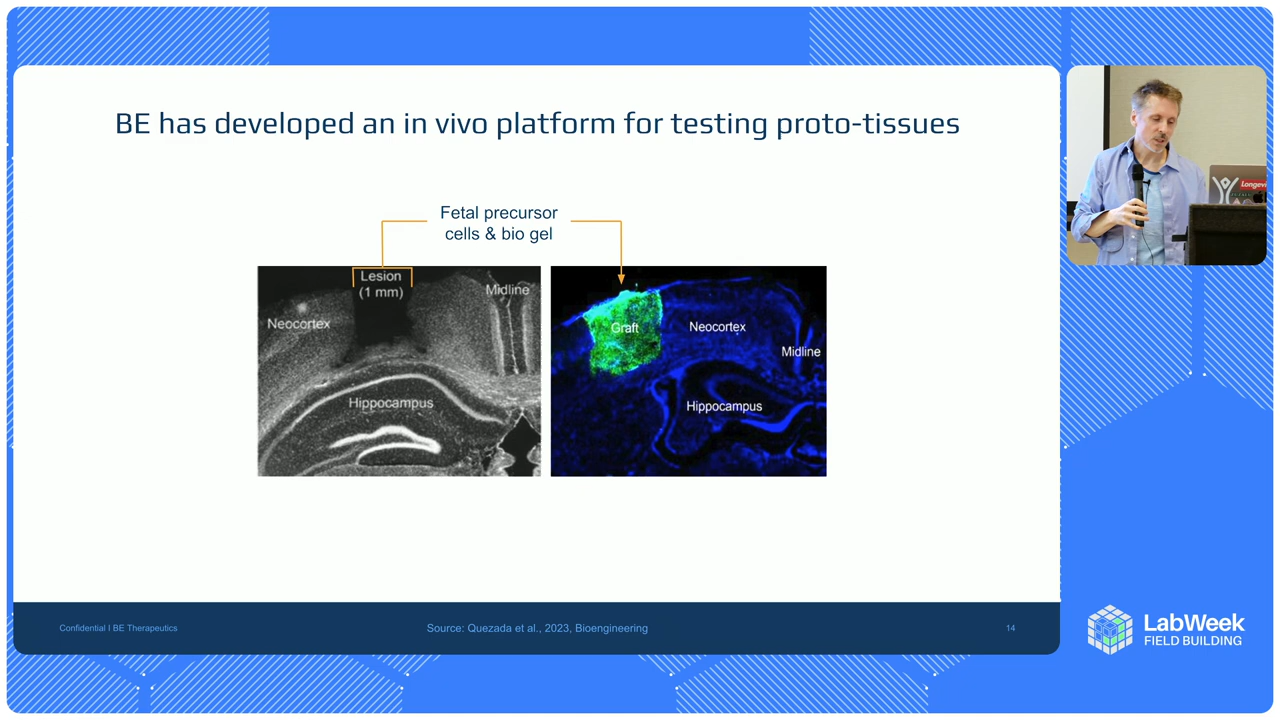 BE has developed an in vivo platform for testing proto-tissues
Fetal precursor
cells & bio gel
Lesion
(1 mm)
Midline
Neocortex
Hippocampus
Graft
Neocortex
Midline
Hippocampus
Confidential I BE Therapeutics
Source: Quezada et al., 2023, Bioengineering
14
LabWeek
FIELD BUILDING